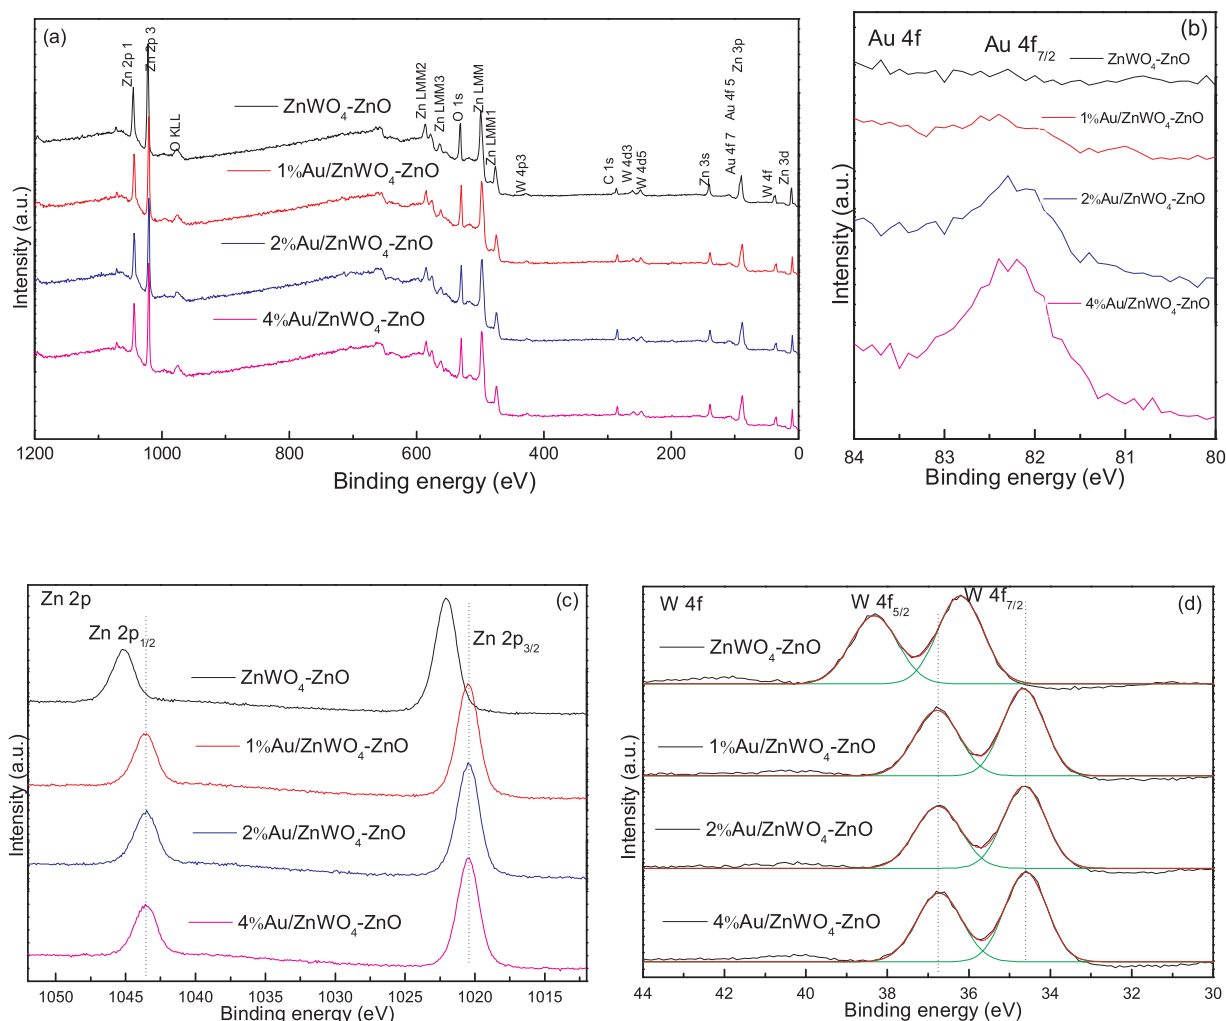 (a)
Zn 2p 1
Zn 2p 3
O KLL
Zn LMM2
Zn LMM3
O 1s
Zn LMM
Zn LMM1
W 4p3
C 1s
W 4d3
W 4d5
Zn 3s
Au 4f 7
Au 4f 5
Zn 3p
W 4f
Zn 3d
ZnWO4-ZnO
1%Au/ZnWO4-ZnO
2%Au/ZnWO4-ZnO
4%Au/ZnWO4-ZnO
Intensity (a.u.)
1200 1000 800 600 400 200 0
Binding energy (eV)
(b)
Au 4f
Au 4f7/2
ZnWO4-ZnO
1%Au/ZnWO4-ZnO
2%Au/ZnWO4-ZnO
4%Au/ZnWO4-ZnO
Intensity (a.u.)
84 83 82 81 80
Binding energy (eV)
Zn 2p
(c)
Zn 2p1/2
Zn 2p3/2
ZnWO4-ZnO
1%Au/ZnWO4-ZnO
2%Au/ZnWO4-ZnO
4%Au/ZnWO4-ZnO
Intensity (a.u.)
1050 1045 1040 1035 1030 1025 1020 1015
Binding energy (eV)
W 4f
W 4f5/2
W 4f7/2
(d)
ZnWO4-ZnO
1%Au/ZnWO4-ZnO
2%Au/ZnWO4-ZnO
4%Au/ZnWO4-ZnO
Intensity (a.u.)
44 42 40 38 36 34 32 30
Binding energy (eV)